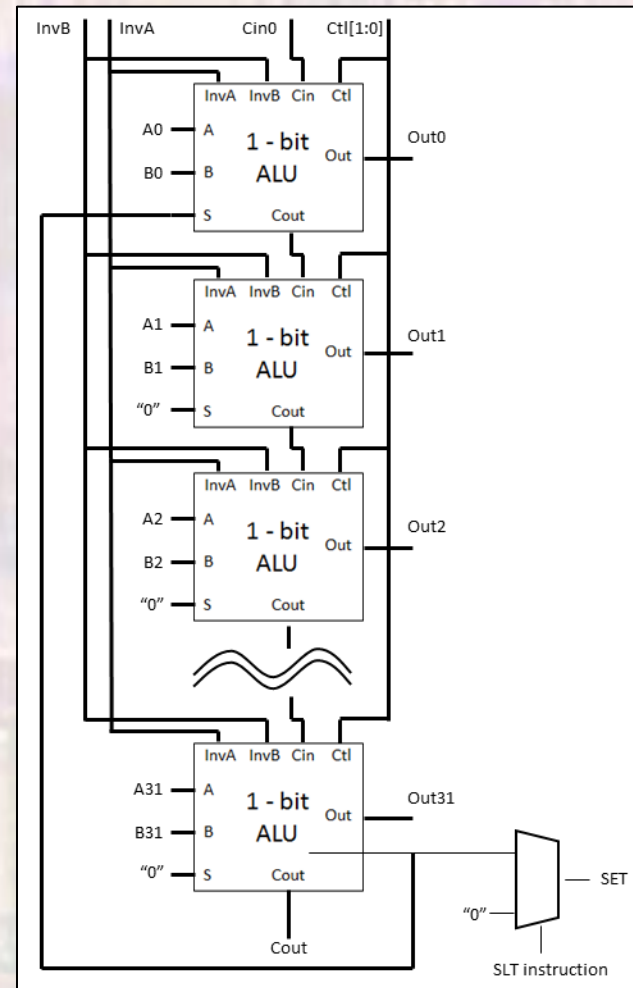 InvB InvA Cin0 Ctl[1:0]
InvA InvB Cin Ctl
A0 A
1 - bit
Out
Out0
B0 B
ALU
S
Cout
InvA InvB Cin Ctl
A1 A
1 - bit
Out
Out1
B1 B
ALU
"0" S
Cout
InvA InvB Cin Ctl
A2 A
1 - bit
Out
Out2
B2 B
ALU
"0" S
Cout
InvA InvB Cin Ctl
A31 A
1 - bit
Out
Out31
B31 B
ALU
"0" S
Cout
Cout
SET
"0"
SLT instruction